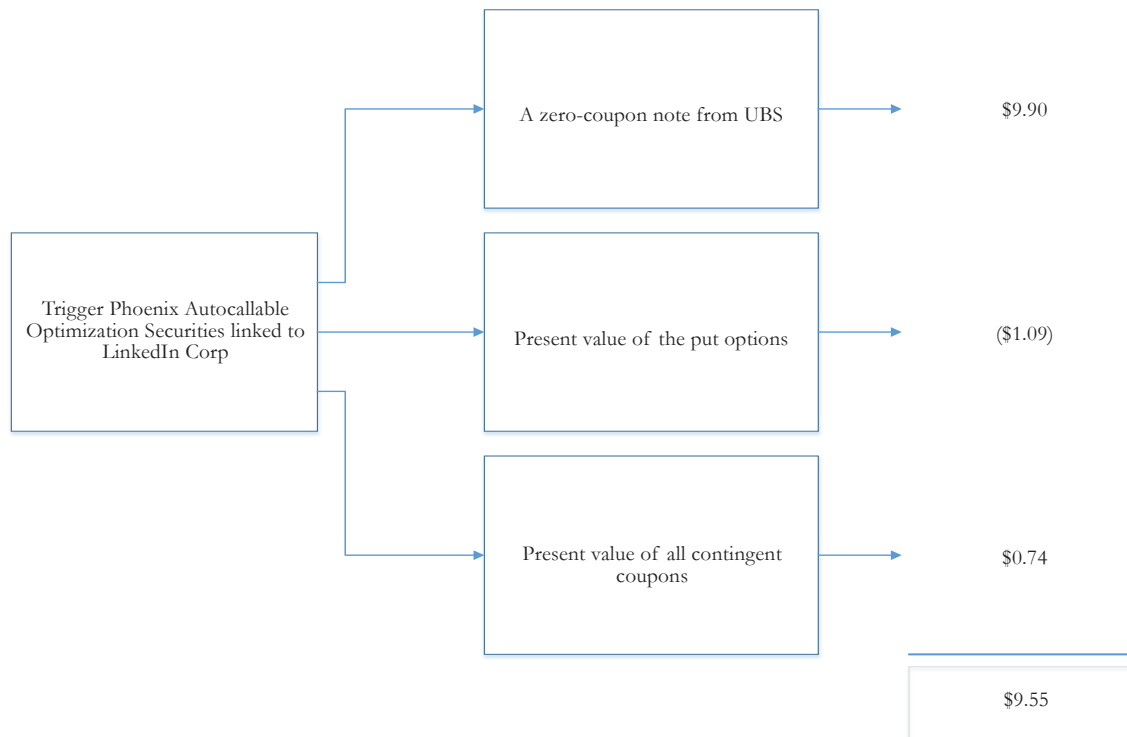 A zero-coupon note from UBS
$9.90
Trigger Phoenix Autocallable
Optimization Securities linked to
LinkedIn Corp
Present value of the put options
($1.09)
Present value of all contingent
coupons
$0.74
$9.55